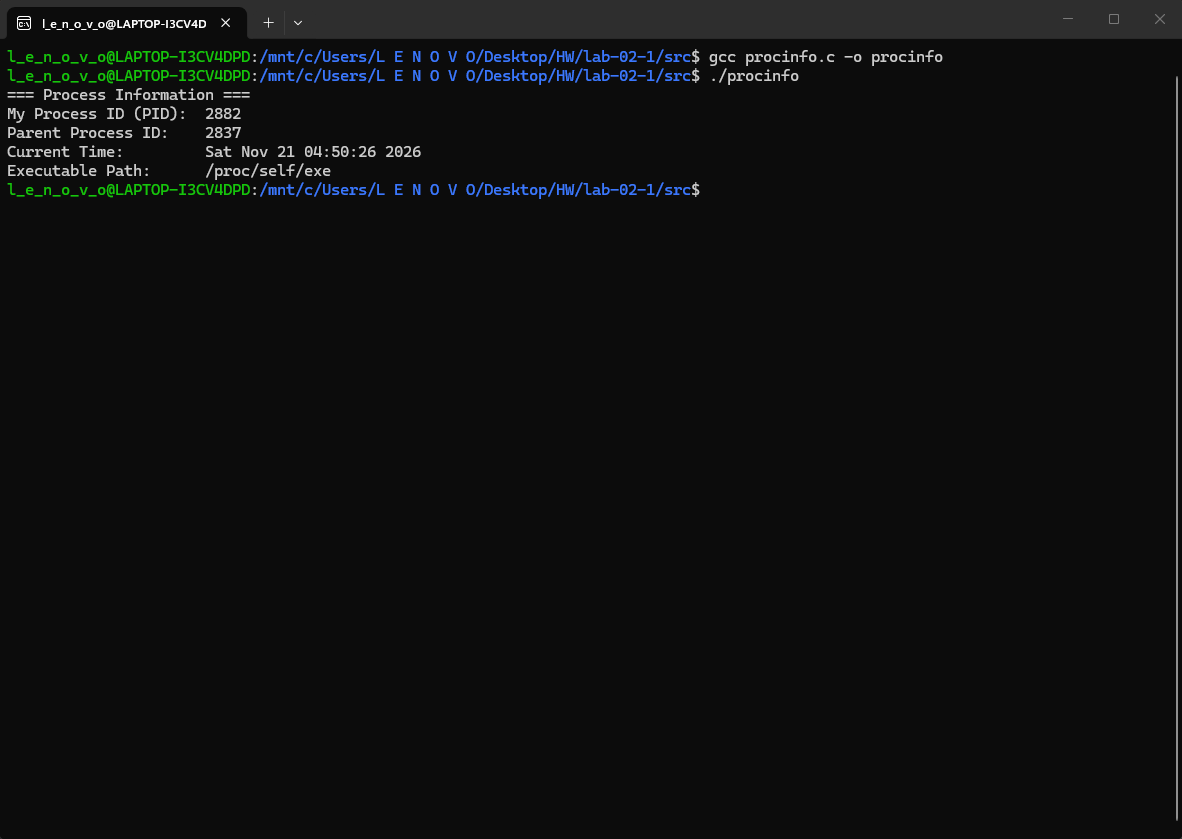 l_e_n_o_v_o@LAPTOP-I3CV4D
l_e_n_o_v_o@LAPTOP-I3CV4DPD:/mnt/c/Users/L E N O V O/Desktop/HW/lab-02-1/src$ gcc procinfo.c -o procinfo
l_e_n_o_v_o@LAPTOP-I3CV4DPD:/mnt/c/Users/L E N O V O/Desktop/HW/lab-02-1/src$ ./procinfo
=== Process Information ===
My Process ID (PID):  2882
Parent Process ID:    2837
Current Time:         Sat Nov 21 04:50:26 2026
Executable Path:      /proc/self/exe
l_e_n_o_v_o@LAPTOP-I3CV4DPD:/mnt/c/Users/L E N O V O/Desktop/HW/lab-02-1/src$